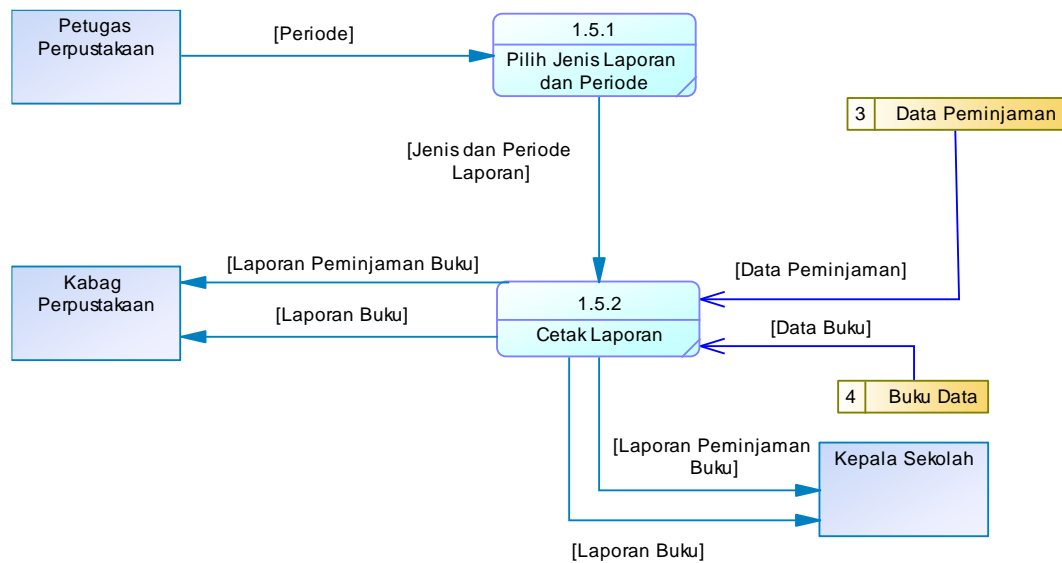 Petugas
Perpustakaan
[Periode]
1.5.1
Pilih Jenis Laporan
dan Periode
3 Data Peminjaman
[Jenis dan Periode
Laporan]
Kabag
Perpustakaan
[Laporan Peminjaman Buku]
[Laporan Buku]
1.5.2
Cetak Laporan
[Data Peminjaman]
[Data Buku]
4 Buku Data
[Laporan Peminjaman
Buku]
Kepala Sekolah
[Laporan Buku]